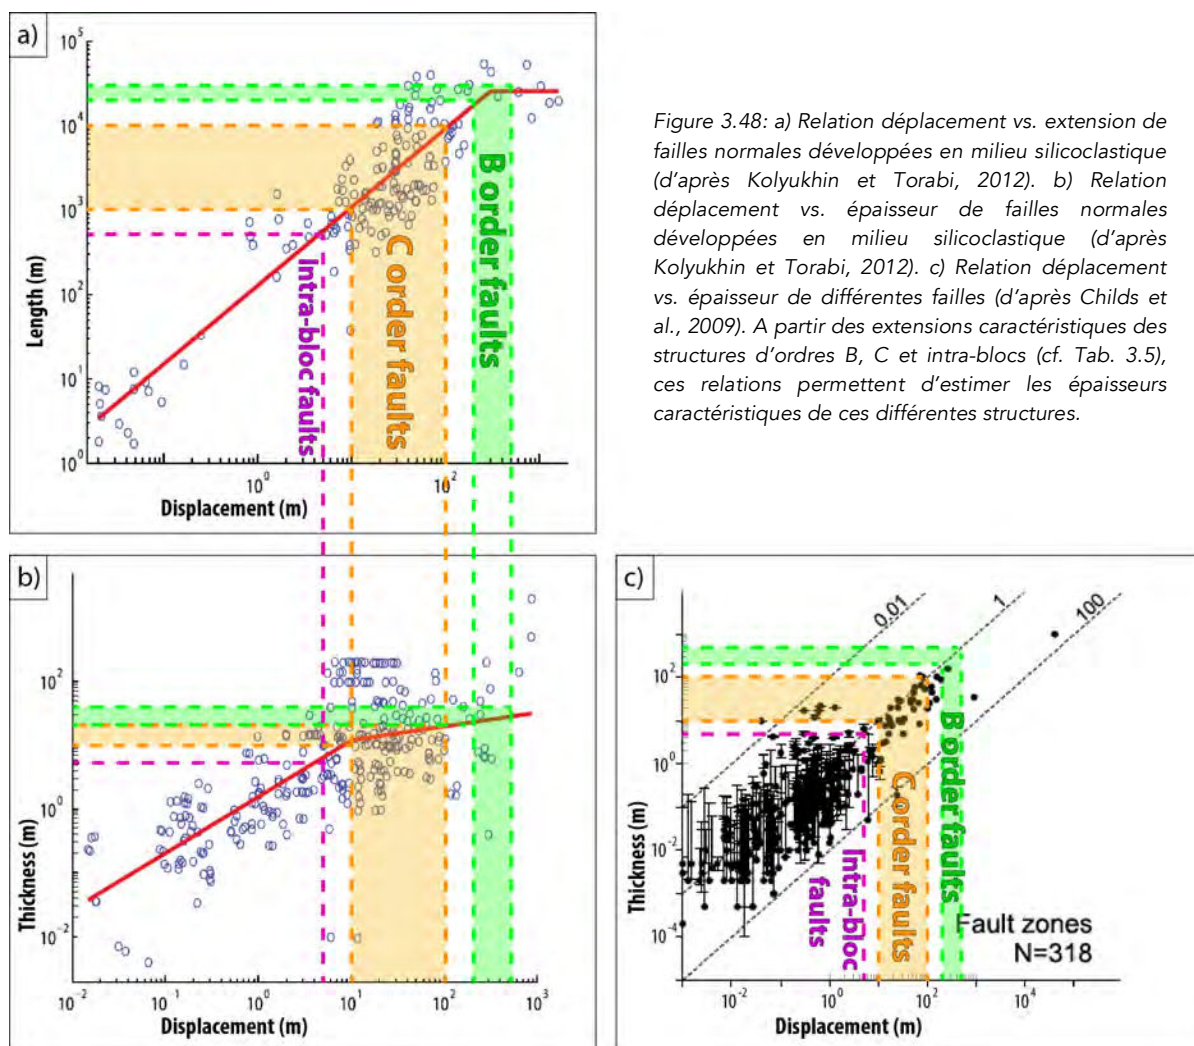 a)
10^5
10^4
10^3
10^2
10^1
10^0
Length (m)
10^0
10^2
Displacement (m)
Intra-bloc faults
C order faults
B order faults
Figure 3.48: a) Relation déplacement vs. extension de
failles normales développées en milieu silicoclastique
(d'après Kolyukhin et Torabi, 2012). b) Relation
déplacement vs. épaisseur de failles normales
développées en milieu silicoclastique (d'après
Kolyukhin et Torabi, 2012). c) Relation déplacement
vs. épaisseur de différentes failles (d'après Childs et
al., 2009). A partir des extensions caractéristiques des
structures d'ordres B, C et intra-blocs (cf. Tab. 3.5),
ces relations permettent d'estimer les épaisseurs
caractéristiques de ces différentes structures.
b)
10^2
10^0
10^-2
Thickness (m)
10^-2
10^-1
10^0
10^1
10^2
10^3
Displacement (m)
c)
0.01
1
100
10^2
10^0
10^-2
10^-4
Thickness (m)
Intra-bloc
faults
C order faults
B order faults
Fault zones
N=318
10^-2
10^0
10^2
10^4
Displacement (m)